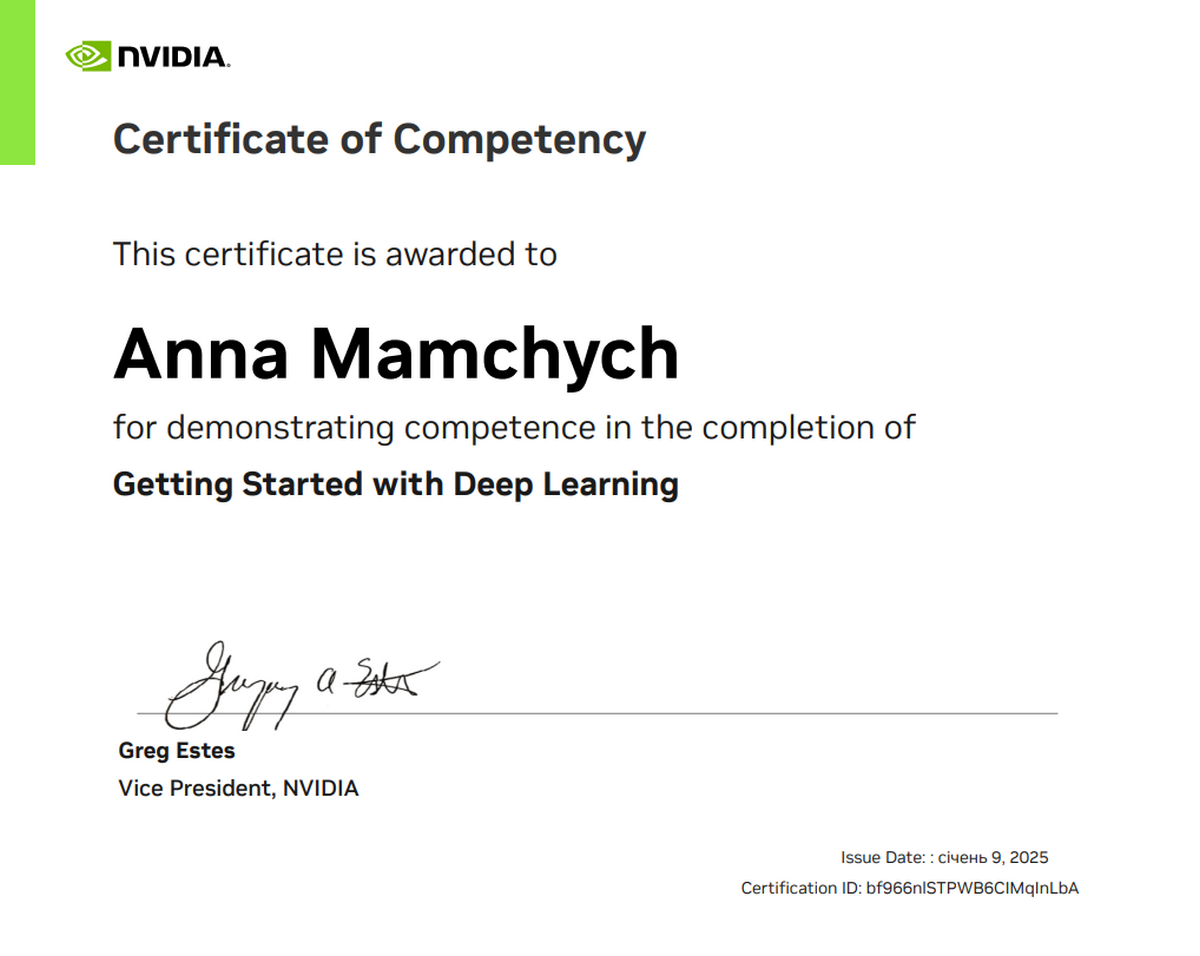 NVIDIA.
Certificate of Competency
This certificate is awarded to
Anna Mamchych
for demonstrating competence in the completion of
Getting Started with Deep Learning
Gregory A Estes
Greg Estes
Vice President, NVIDIA
Issue Date: : січень 9, 2025
Certification ID: bf966nlSTPWB6CIMqInLbA